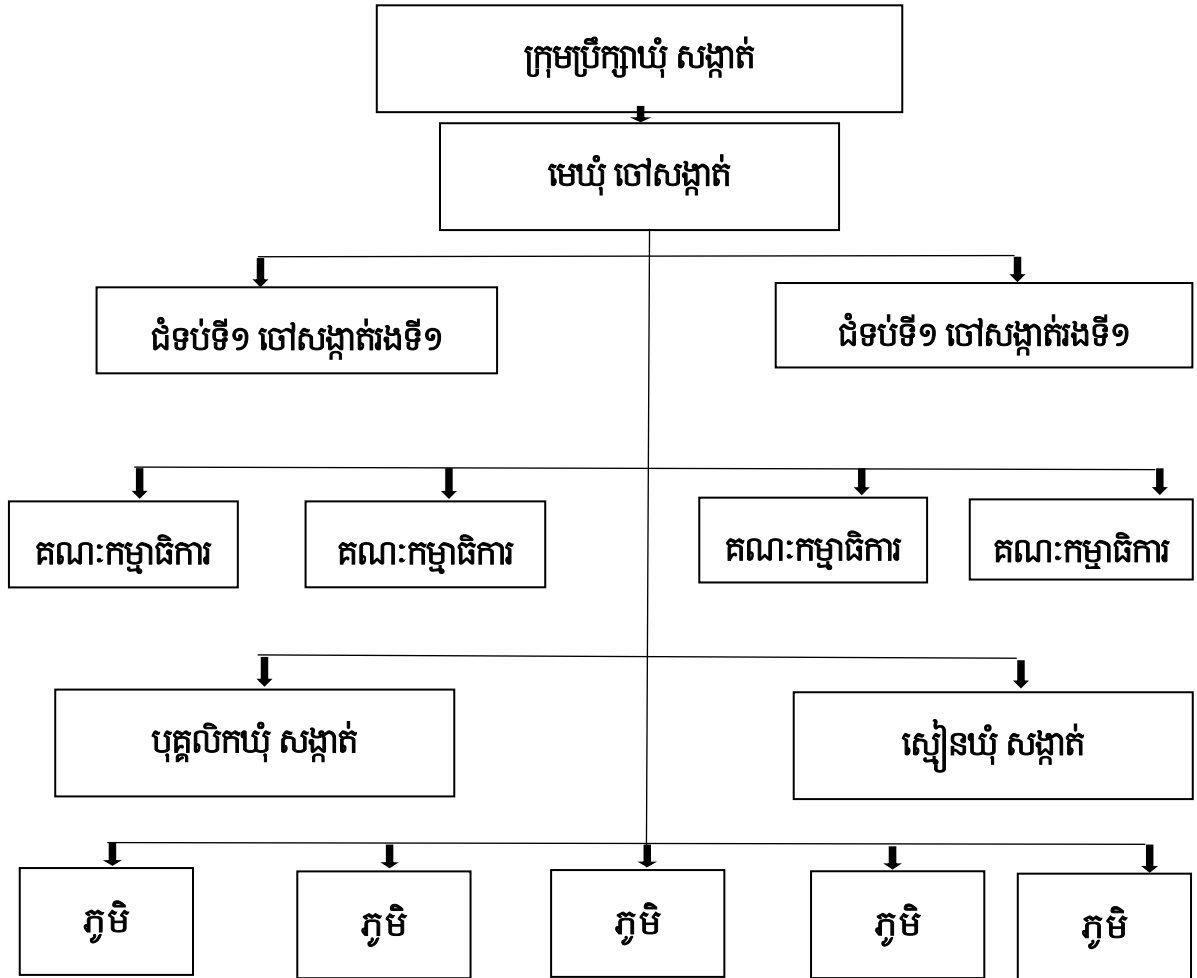 ក្រុមប្រឹក្សាឃុំ សង្កាត់
មេឃុំ ចៅសង្កាត់
ជំទប់ទី១ ចៅសង្កាត់រងទី១
ជំទប់ទី១ ចៅសង្កាត់រងទី១
គណៈកម្មាធិការ
គណៈកម្មាធិការ
គណៈកម្មាធិការ
គណៈកម្មាធិការ
បុគ្គលិកឃុំ សង្កាត់
ស្មៀនឃុំ សង្កាត់
ភូមិ
ភូមិ
ភូមិ
ភូមិ
ភូមិ